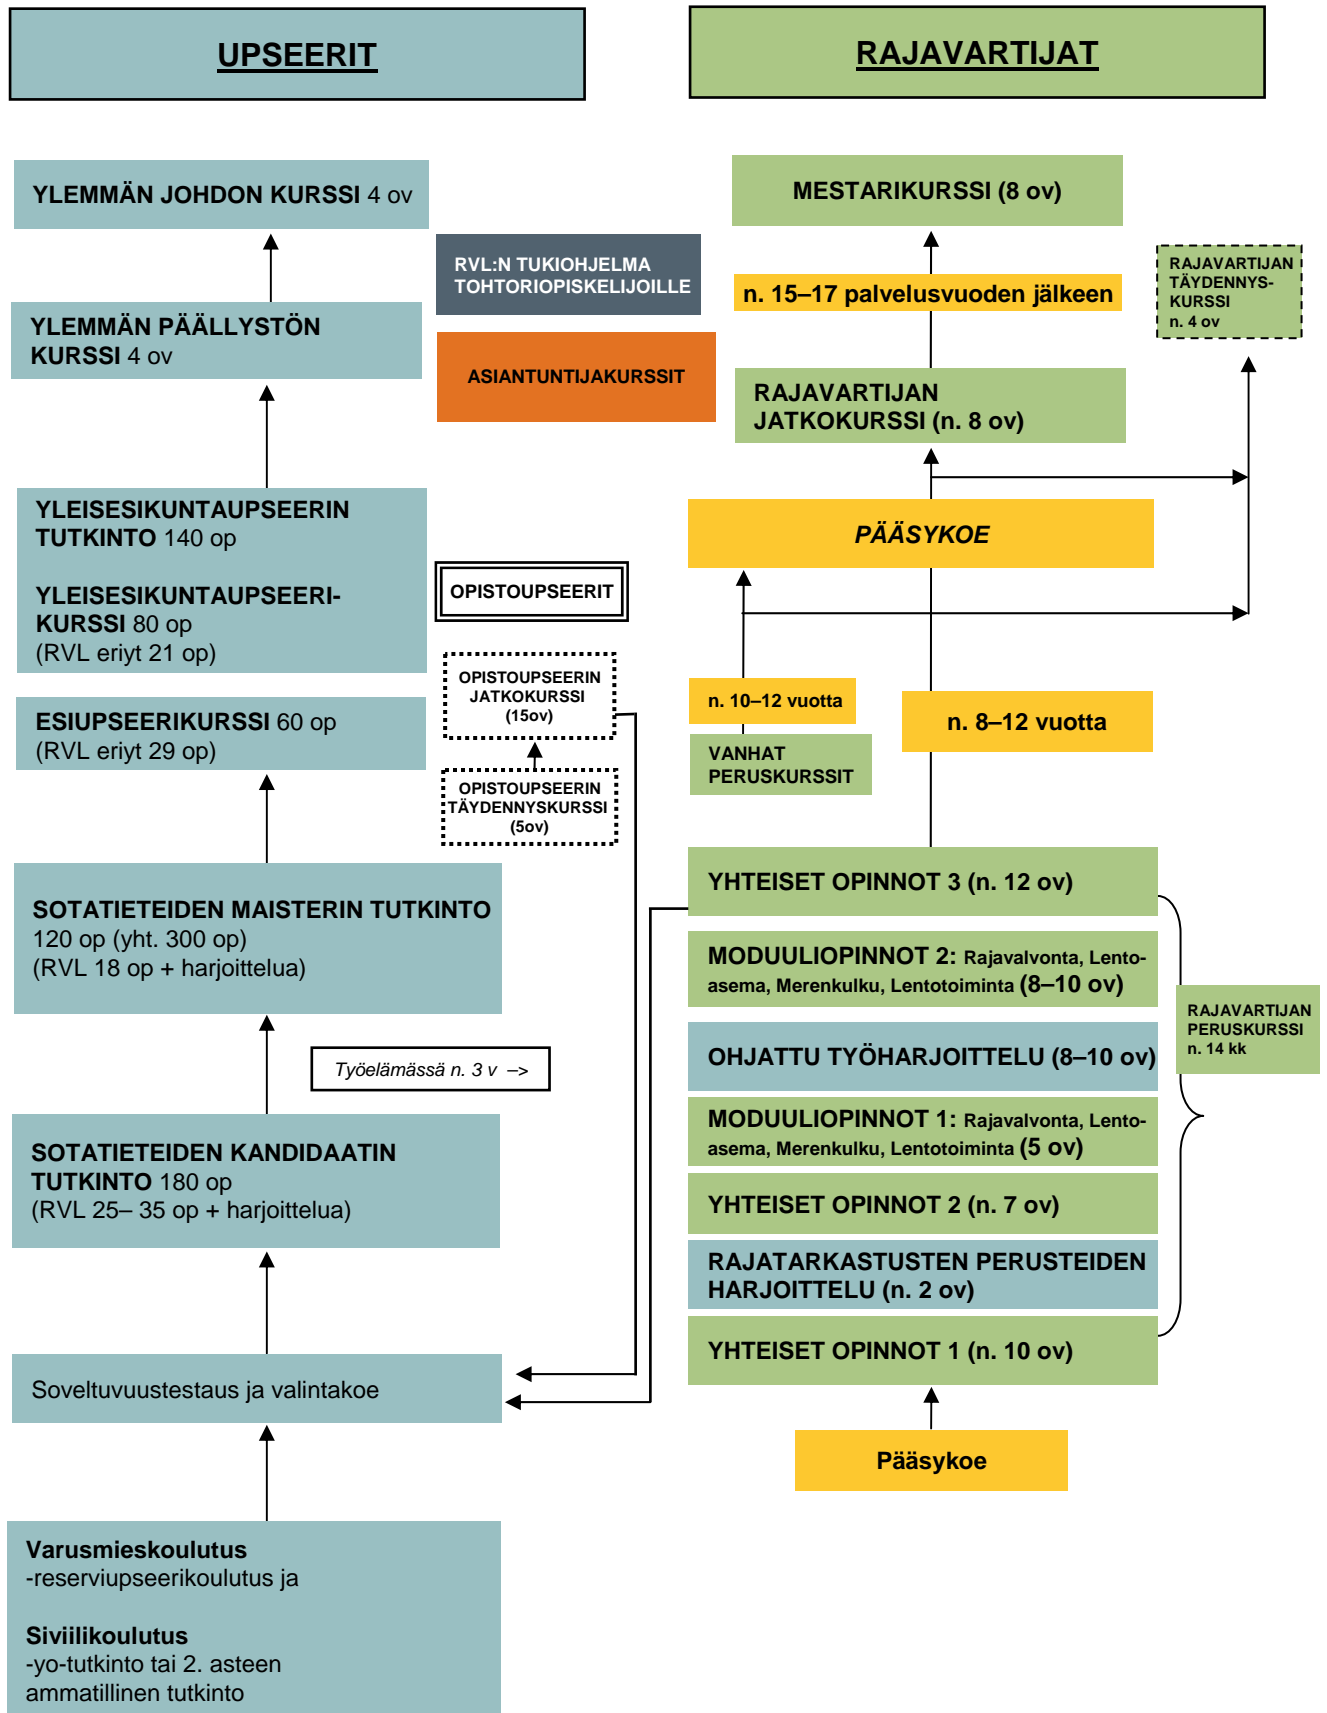 UPSEERIT
YLEMMÄN JOHDON KURSSI 4 ov
YLEMMÄN PÄÄLLYSTÖN
KURSSI 4 ov
YLEISESIKUNTAUPSEERIN
TUTKINTO 140 op
YLEISESIKUNTAUPSEERI-
KURSSI 80 op
(RVL eriyt 21 op)
ESIUPSEERIKURSSI 60 op
(RVL eriyt 29 op)
SOTATIETEIDEN MAISTERIN TUTKINTO
120 op (yht. 300 op)
(RVL 18 op + harjoittelua)
Työelämässä n. 3 v –>
SOTATIETEIDEN KANDIDAATIN
TUTKINTO 180 op
(RVL 25– 35 op + harjoittelua)
Soveltuvuustestaus ja valintakoe
Varusmieskoulutus
-reserviupseerikoulutus ja
Siviilikoulutus
-yo-tutkinto tai 2. asteen
ammatillinen tutkinto
RVL:N TUKIOHJELMA
TOHTORIOPISKELIJOILLE
ASIANTUNTIJAKURSSIT
OPISTOUPSEERIT
OPISTOUPSEERIN
JATKOKURSSI
(15ov)
OPISTOUPSEERIN
TÄYDENNYSKURSSI
(5ov)
RAJAVARTIJAT
MESTARIKURSSI (8 ov)
n. 15–17 palvelusvuoden jälkeen
RAJAVARTIJAN
TÄYDENNYS-
KURSSI
n. 4 ov
RAJAVARTIJAN
JATKOKURSSI (n. 8 ov)
PÄÄSYKOE
n. 10–12 vuotta
n. 8–12 vuotta
VANHAT
PERUSKURSSIT
YHTEISET OPINNOT 3 (n. 12 ov)
MODUULIOPINNOT 2: Rajavalvonta, Lento-
asema, Merenkulku, Lentotoiminta (8–10 ov)
OHJATTU TYÖHARJOITTELU (8–10 ov)
MODUULIOPINNOT 1: Rajavalvonta, Lento-
asema, Merenkulku, Lentotoiminta (5 ov)
YHTEISET OPINNOT 2 (n. 7 ov)
RAJATARKASTUSTEN PERUSTEIDEN
HARJOITTELU (n. 2 ov)
YHTEISET OPINNOT 1 (n. 10 ov)
RAJAVARTIJAN
PERUSKURSSI
n. 14 kk
Pääsykoe